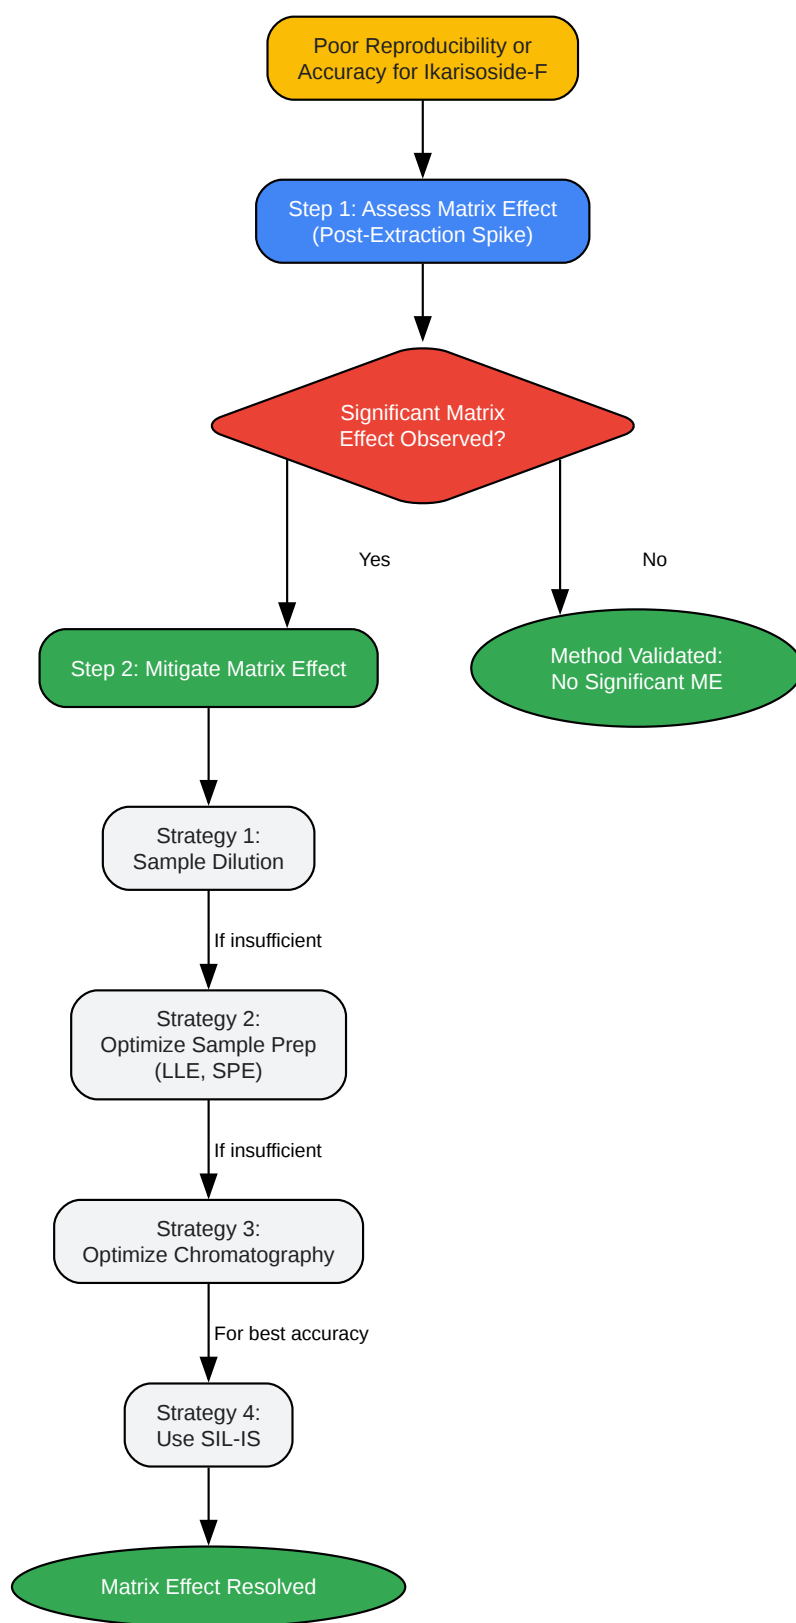 Poor Reproducibility or
Accuracy for Ikarisoside-F
Step 1: Assess Matrix Effect
(Post-Extraction Spike)
Significant Matrix
Effect Observed?
Yes
No
Step 2: Mitigate Matrix Effect
Method Validated:
No Significant ME
Strategy 1:
Sample Dilution
If insufficient
Strategy 2:
Optimize Sample Prep
(LLE, SPE)
If insufficient
Strategy 3:
Optimize Chromatography
For best accuracy
Strategy 4:
Use SIL-IS
Matrix Effect Resolved